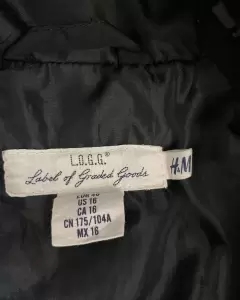 L.O.G.G.®
Label of Graded Goods
H&M
US 16
CA 16
CN 175/104A
MX 16